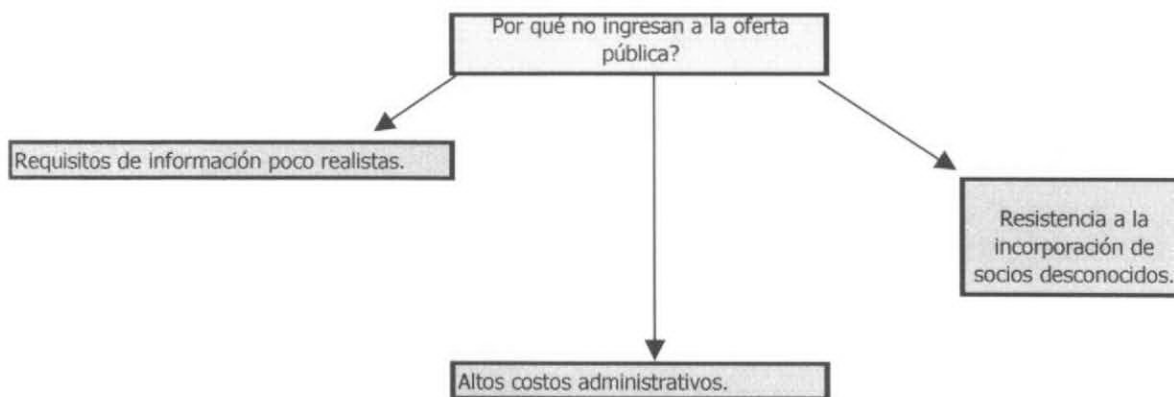 Por qué no ingresan a la oferta
pública?
Requisitos de información poco realistas.
Resistencia a la
incorporación de
socios desconocidos.
Altos costos administrativos.